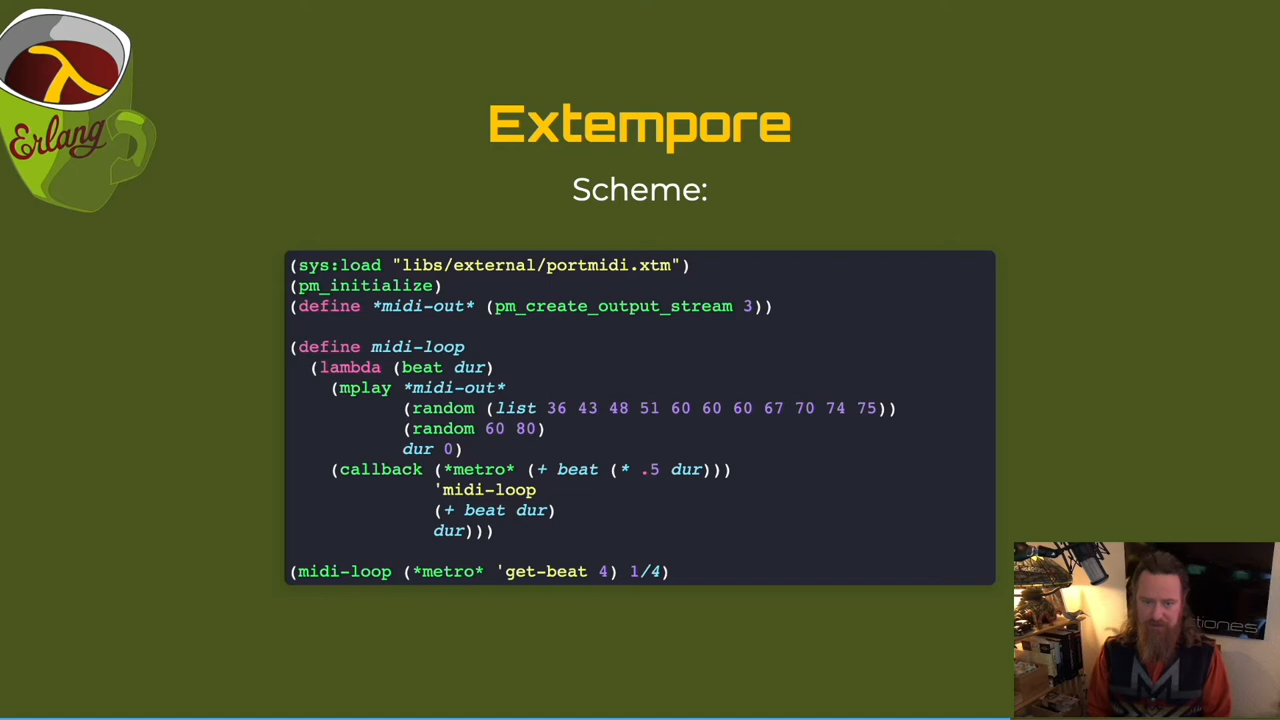 Erlang
Extempore
Scheme:
(sys:load "libs/external/portmidi.xtm")
(pm_initialize)
(define *midi-out* (pm_create_output_stream 3))
(define midi-loop
(lambda (beat dur)
(mplay *midi-out*
(random (list 36 43 48 51 60 60 60 67 70 74 75))
(random 60 80)
dur 0)
(callback (*metro* (+ beat (* .5 dur)))
'midi-loop
(+ beat dur)
dur)))
(midi-loop (*metro* 'get-beat 4) 1/4)